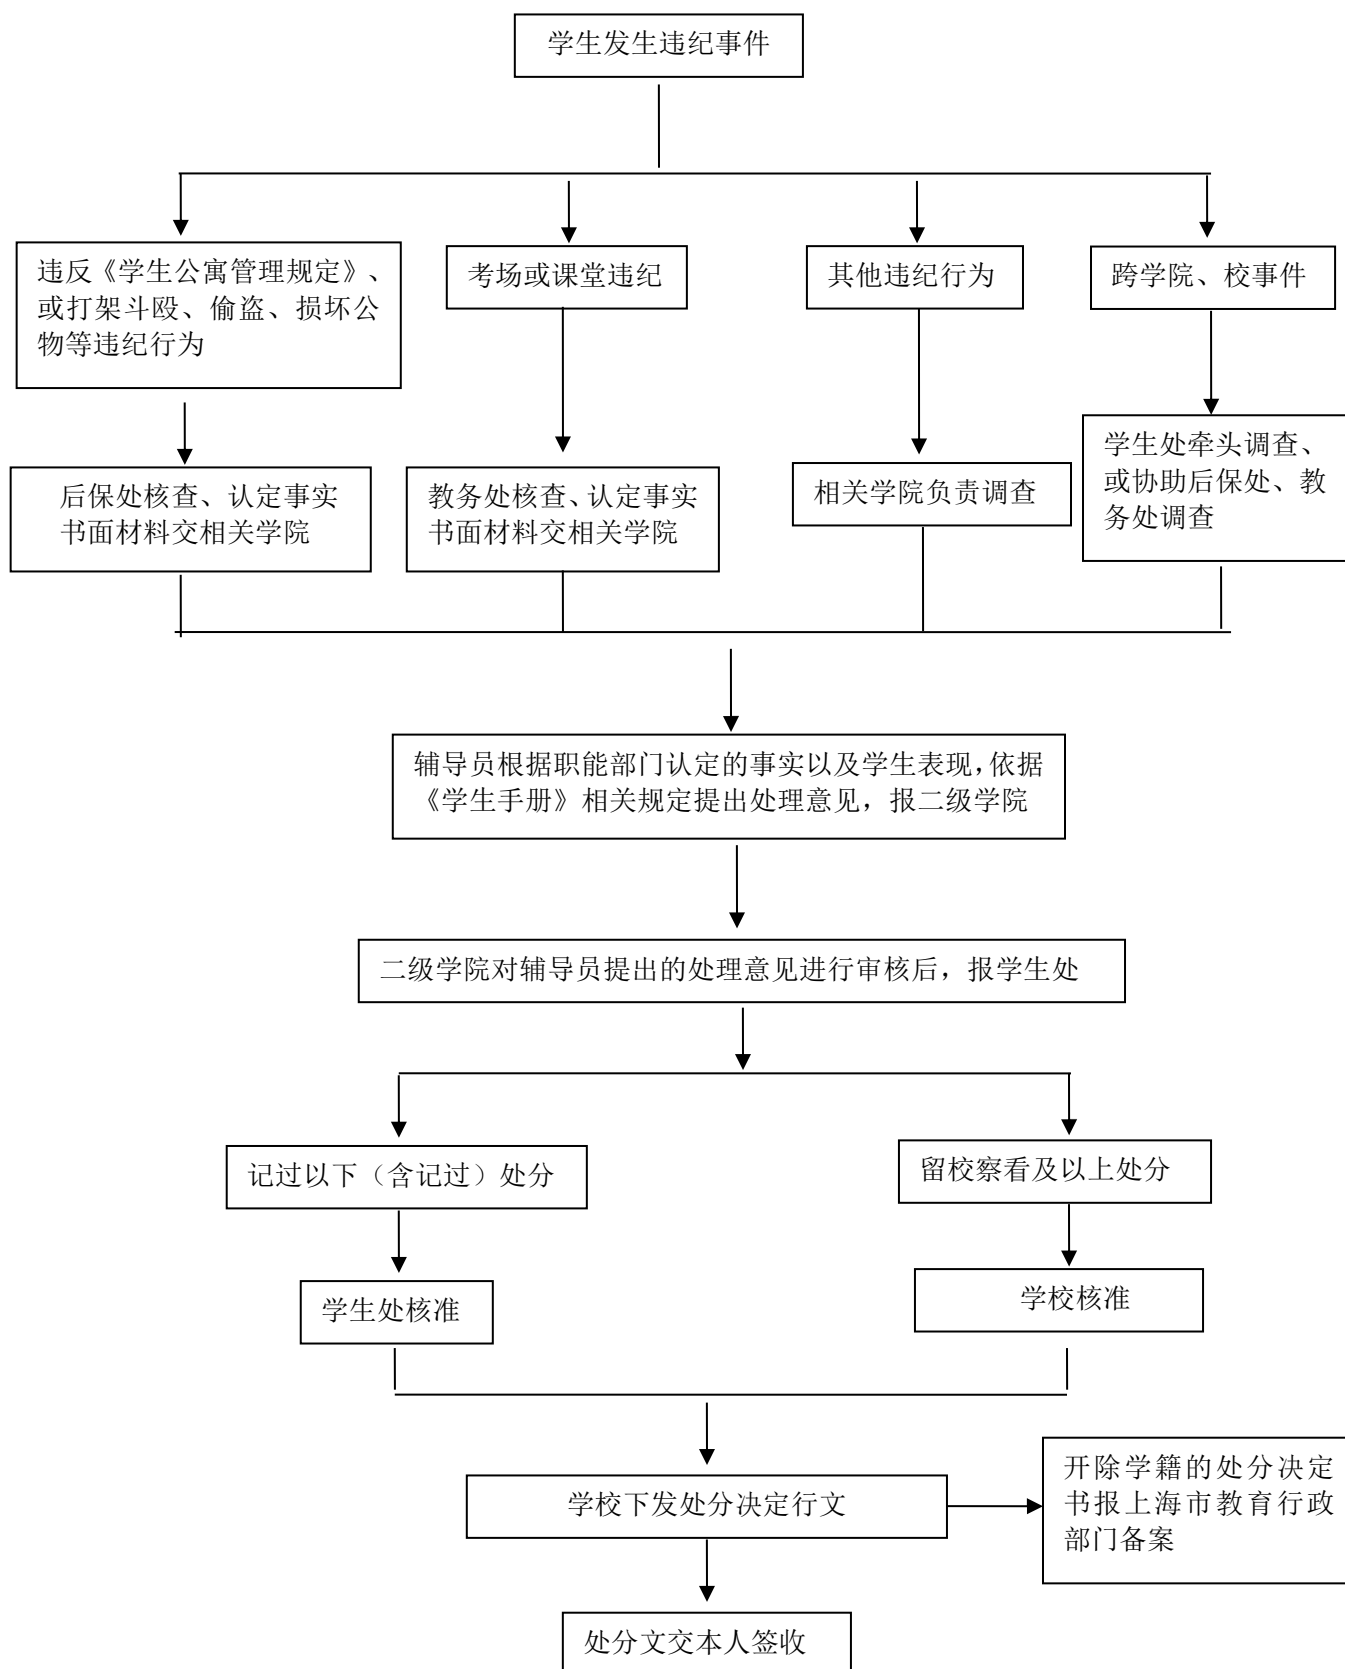 学生发生违纪事件
违反《学生公寓管理规定》、
或打架斗殴、偷盗、损坏公
物等违纪行为
考场或课堂违纪
其他违纪行为
跨学院、校事件
后保处核查、认定事实
书面材料交相关学院
教务处核查、认定事实
书面材料交相关学院
相关学院负责调查
学生处牵头调查、
或协助后保处、教
务处调查
辅导员根据职能部门认定的事实以及学生表现，依据
《学生手册》相关规定提出处理意见，报二级学院
二级学院对辅导员提出的处理意见进行审核后，报学生处
记过以下（含记过）处分
留校察看及以上处分
学生处核准
学校核准
学校下发处分决定行文
开除学籍的处分决定
书报上海市教育行政
部门备案
处分文交本人签收